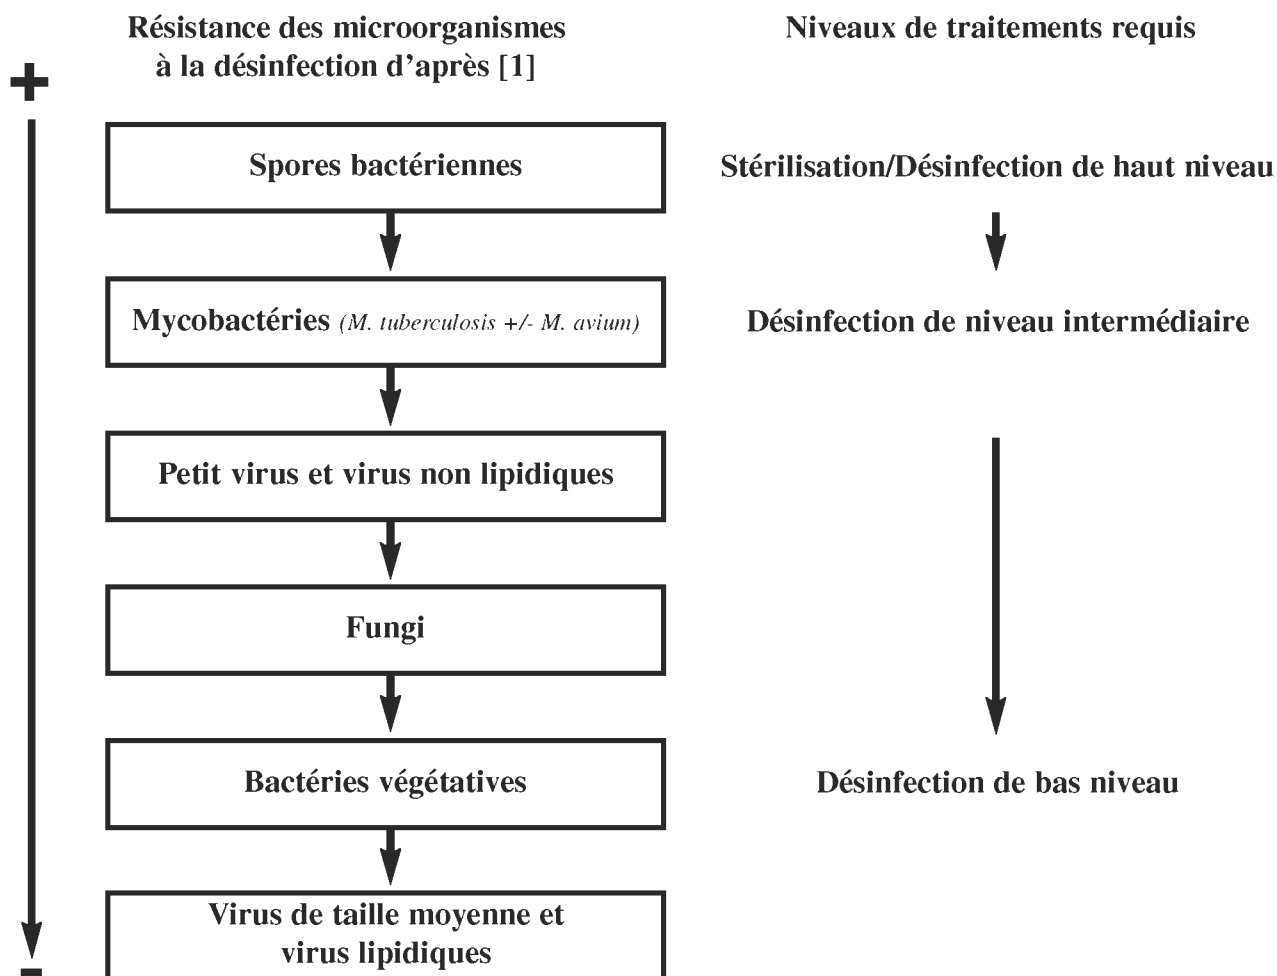 Résistance des microorganismes
à la désinfection d'après [1]
Niveaux de traitements requis
+
Spores bactériennes
Stérilisation/Désinfection de haut niveau
Mycobactéries (M. tuberculosis +/- M. avium)
Désinfection de niveau intermédiaire
Petit virus et virus non lipidiques
Fungi
Bactéries végétatives
Désinfection de bas niveau
Virus de taille moyenne et
virus lipidiques
-